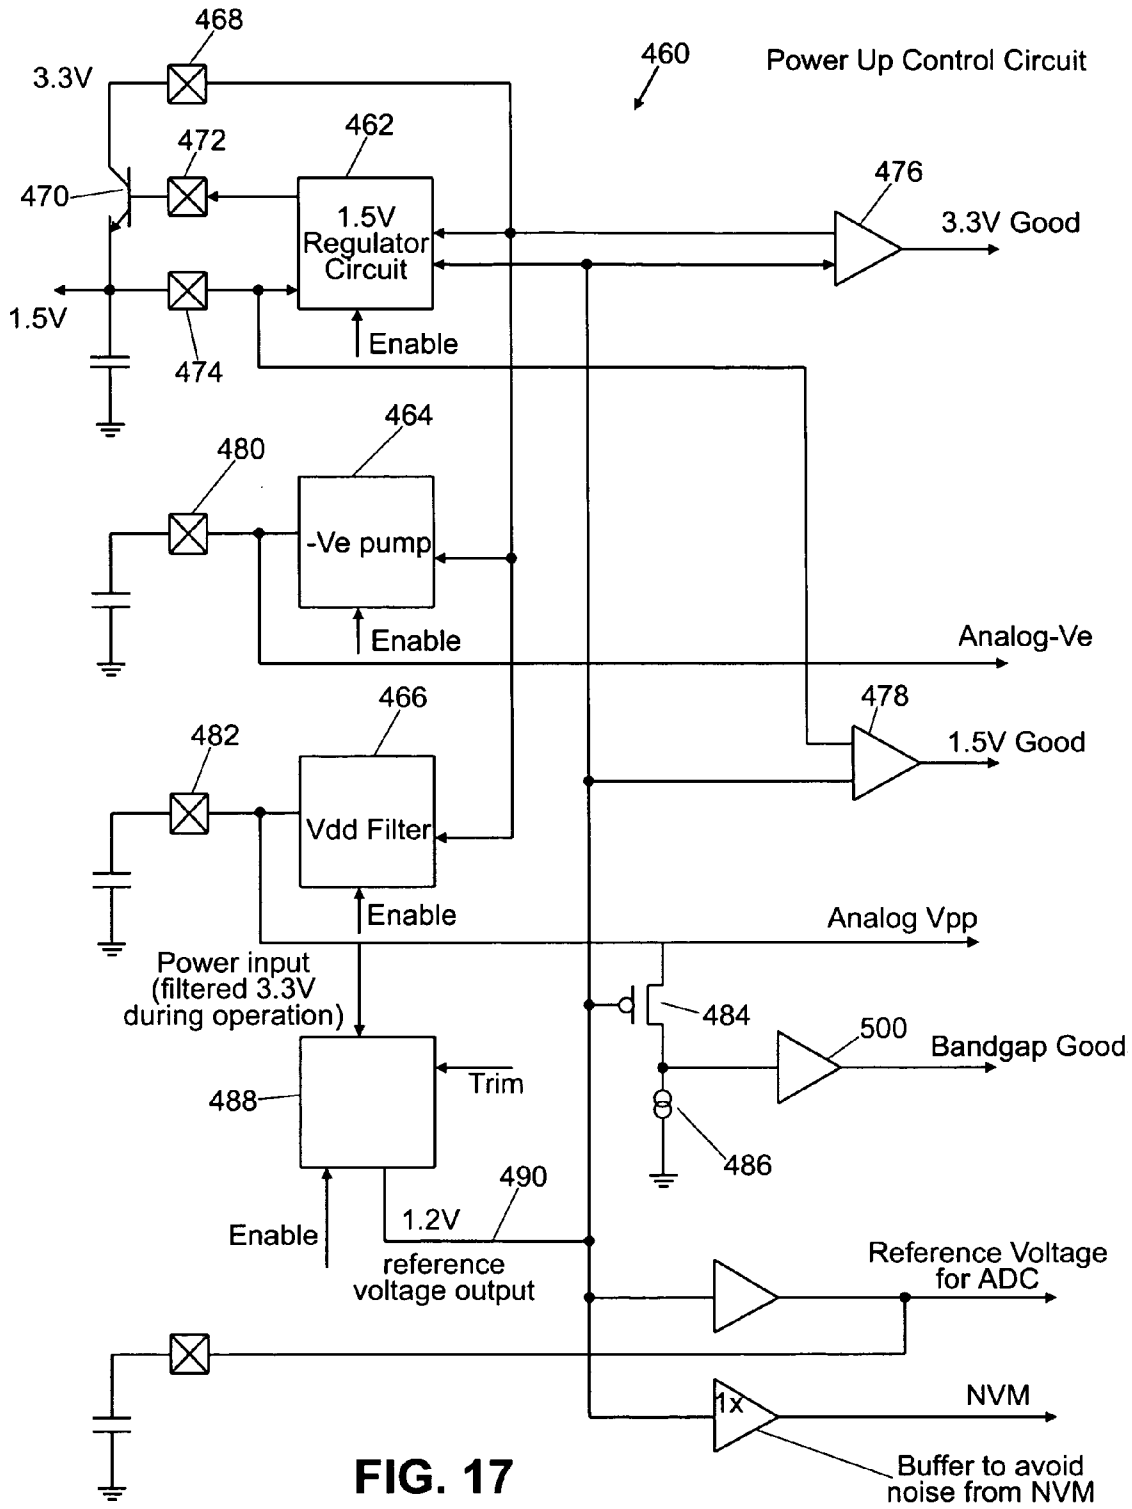 468
460
Power Up Control Circuit
3.3V
472
462
476
470
1.5V
Regulator
Circuit
3.3V Good
1.5V
Enable
474
464
480
-Ve pump
Enable
Analog-Ve
466
478
482
1.5V Good
Vdd Filter
Enable
Analog Vpp
Power input
(filtered 3.3V
during operation)
484
500
Bandgap Good
488
Trim
486
490
Enable
1.2V
reference
voltage output
Reference Voltage
for ADC
NVM
1x
Buffer to avoid
noise from NVM
FIG. 17